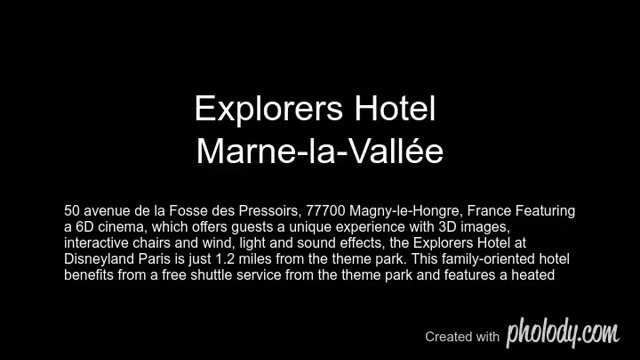 Explorers Hotel
Marne-la-Vallée
50 avenue de la Fosse des Pressoirs, 77700 Magny-le-Hongre, France Featuring
a 6D cinema, which offers guests a unique experience with 3D images,
interactive chairs and wind, light and sound effects, the Explorers Hotel at
Disneyland Paris is just 1.2 miles from the theme park. This family-oriented hotel
benefits from a free shuttle service from the theme park and features a heated
Created with pholody.com